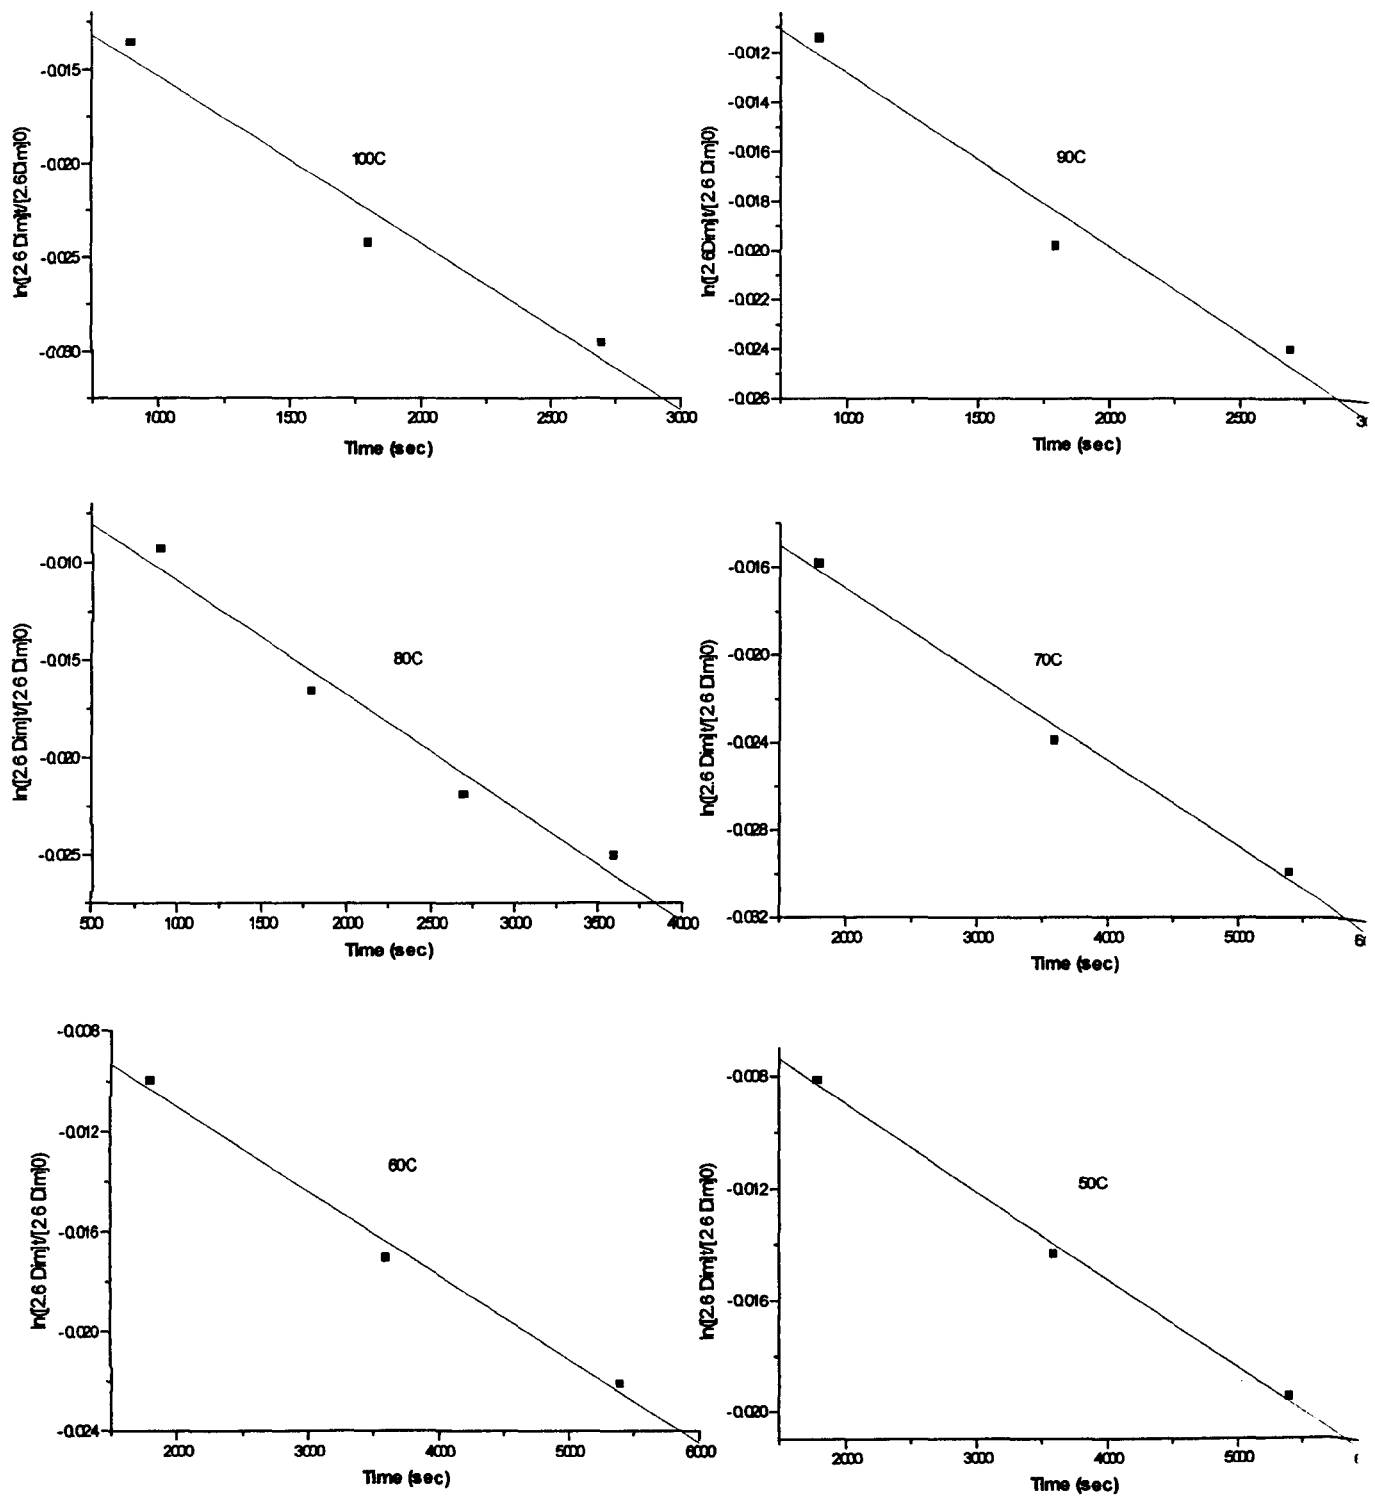 -0.015
-0.020
-0.025
-0.030
ln([2.6 Dim]t/[2.6 Dim]0)
100C
1000 1500 2000 2500 3000
Time (sec)
-0.012
-0.014
-0.016
-0.018
-0.020
-0.022
-0.024
-0.026
ln([2.6 Dim]t/[2.6 Dim]0)
90C
1000 1500 2000 2500
Time (sec)
-0.010
-0.015
-0.020
-0.025
ln([2.6 Dim]t/[2.6 Dim]0)
80C
500 1000 1500 2000 2500 3000 3500 4000
Time (sec)
-0.016
-0.020
-0.024
-0.028
-0.032
ln([2.6 Dim]t/[2.6 Dim]0)
70C
2000 3000 4000 5000
Time (sec)
-0.008
-0.012
-0.016
-0.020
-0.024
ln([2.6 Dim]t/[2.6 Dim]0)
60C
2000 3000 4000 5000 6000
Time (sec)
-0.008
-0.012
-0.016
-0.020
ln([2.6 Dim]t/[2.6 Dim]0)
50C
2000 3000 4000 5000
Time (sec)